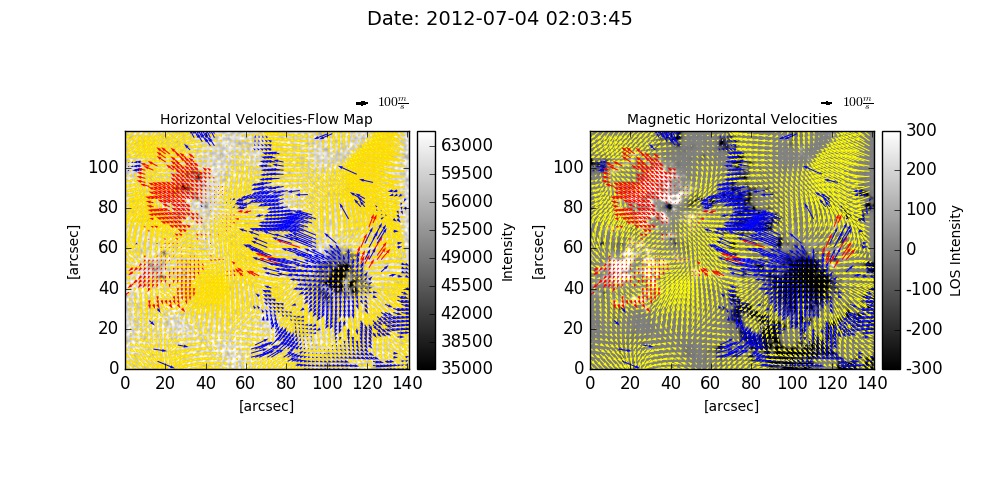 Date: 2012-07-04 02:03:45
100 m/s
Horizontal Velocities-Flow Map
[arcsec]
100
80
60
40
20
0
0 20 40 60 80 100 120 140
[arcsec]
63000
59500
56000
52500
49000
45500
42000
38500
35000
Intensity
100 m/s
Magnetic Horizontal Velocities
[arcsec]
100
80
60
40
20
0
0 20 40 60 80 100 120 140
[arcsec]
300
200
100
0
-100
-200
-300
LOS Intensity